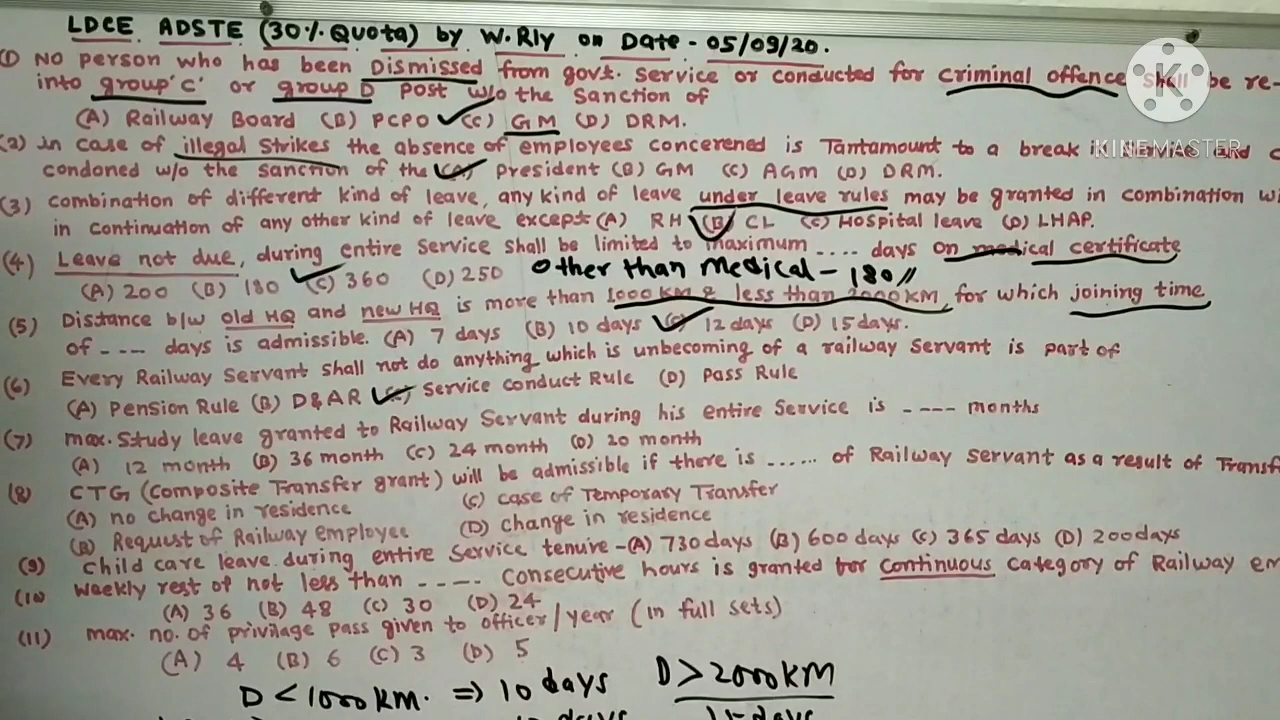 LDCE ADSTE (30% Quota) by W.Rly on Date - 05/09/20.
(1) No person who has been Dismissed from govt. service or conducted for criminal offence shall be re-
into group 'C' or group D post w/o the sanction of
(A) Railway Board (B) PCPO (C) GM (D) DRM.
(2) in case of illegal strikes the absence of employees concerened is Tantamount to a break in
KINEMASTER
condoned w/o the sanction of the (A) President (B) GM (C) AGM (D) DRM.
(3) Combination of different kind of leave, any kind of leave under leave rules may be granted in combination
in continuation of any other kind of leave except (A) RH (B) CL (C) Hospital leave (D) LHAP.
(4) Leave not due, during entire service shall be limited to maximum .... days on medical certificate
(A) 200 (B) 180 (C) 360 (D) 250 Other than medical - 180//
(5) Distance b/w old HQ and new HQ is more than 1000 KM & less than 2000 KM, for which joining time
of ---- days is admissible. (A) 7 days (B) 10 days (C) 12 days (D) 15 days.
(6) Every Railway Servant shall not do anything which is unbecoming of a railway servant is part of
(A) Pension Rule (B) D&AR (C) Service conduct Rule (D) Pass Rule
(7) max. Study leave granted to Railway Servant during his entire Service is ---- months
(A) 12 month (B) 36 month (C) 24 month (D) 20 month
(8) CTG (Composite Transfer grant) will be admissible if there is ...... of Railway servant as a result of Transf
(A) no change in residence (C) case of Temporary Transfer
(B) Request of Railway employee (D) change in residence
(9) Child care leave during entire service tenure - (A) 730 days (B) 600 days (C) 365 days (D) 200 days
(10) Weekly rest of not less than ----- consecutive hours is granted for continuous category of Railway em
(A) 36 (B) 48 (C) 30 (D) 24
(11) max. no. of privilage pass given to officer/year (in full sets)
(A) 4 (B) 6 (C) 3 (D) 5
D < 1000 KM. => 10 days D > 2000 KM
days 15 days